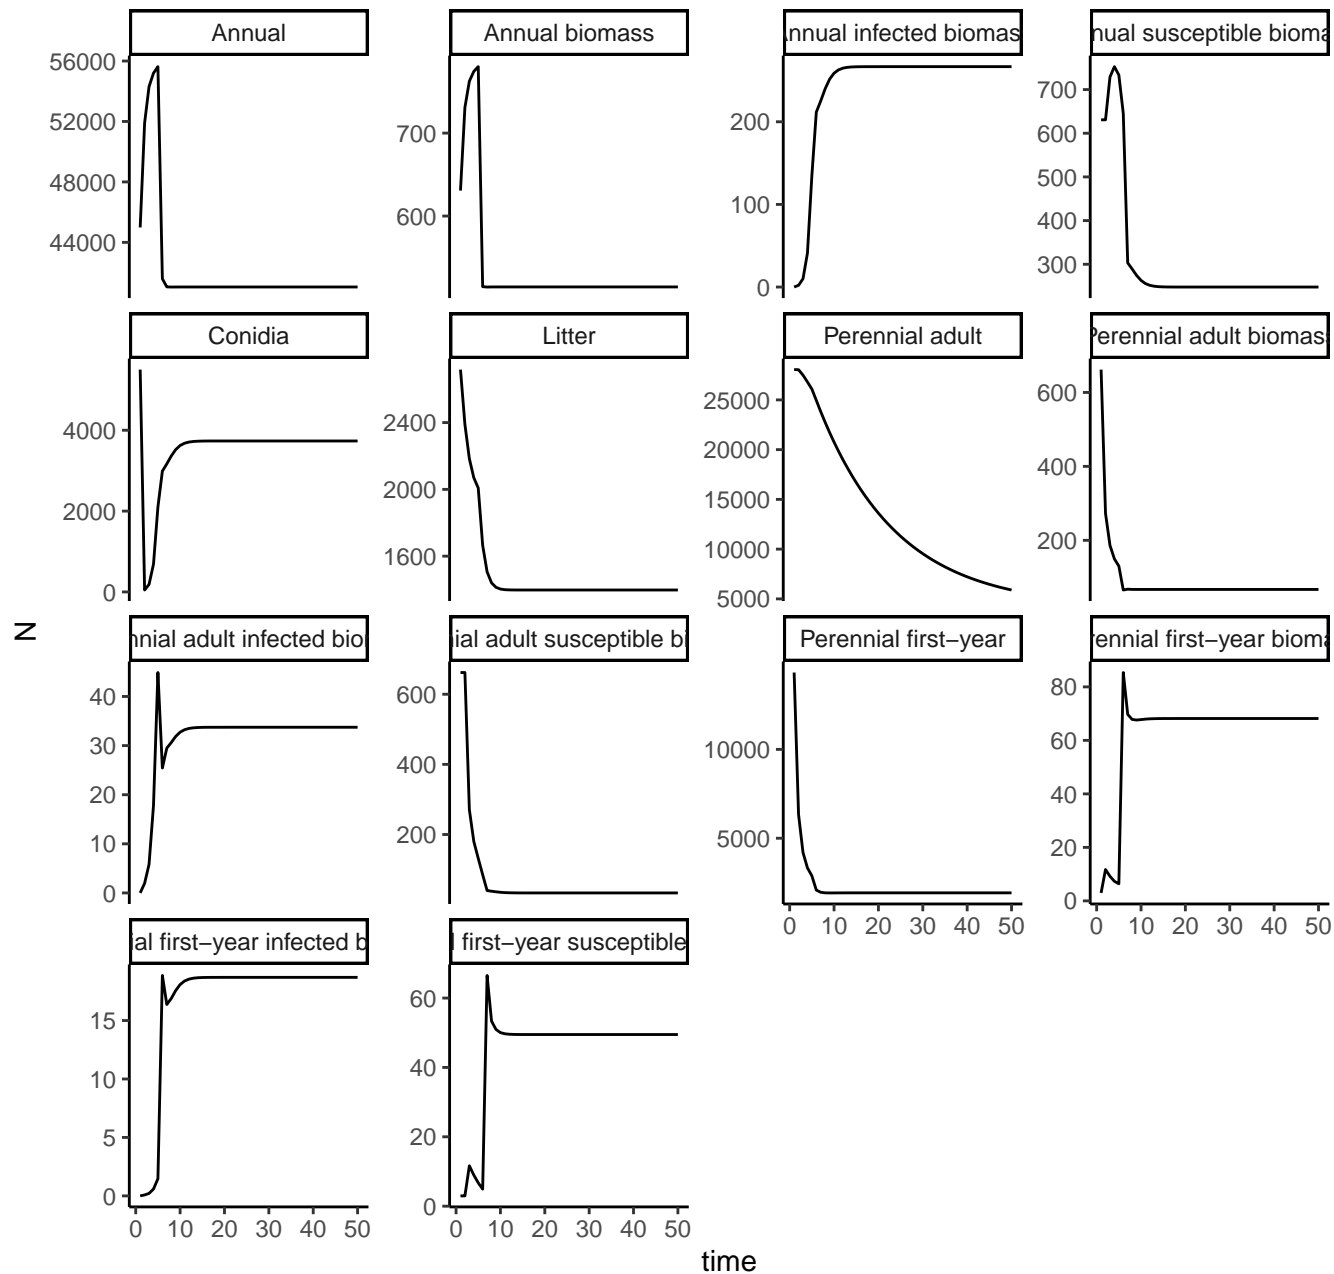 Annual
Annual biomass
nnual infected biomas
nual susceptible bioma
56000
52000
48000
44000
700
600
200
100
0
700
600
500
400
300
Conidia
Litter
Perennial adult
Perennial adult biomas
4000
2000
0
2400
2000
1600
25000
20000
15000
10000
5000
600
400
200
N
nnial adult infected bio
ial adult susceptible bi
Perennial first−year
rennial first−year bioma
40
30
20
10
0
600
400
200
10000
5000
80
60
40
20
0
0 10 20 30 40 50
0 10 20 30 40 50
ial first−year infected b
l first−year susceptible
15
10
5
0
60
40
20
0
0 10 20 30 40 50
0 10 20 30 40 50
time